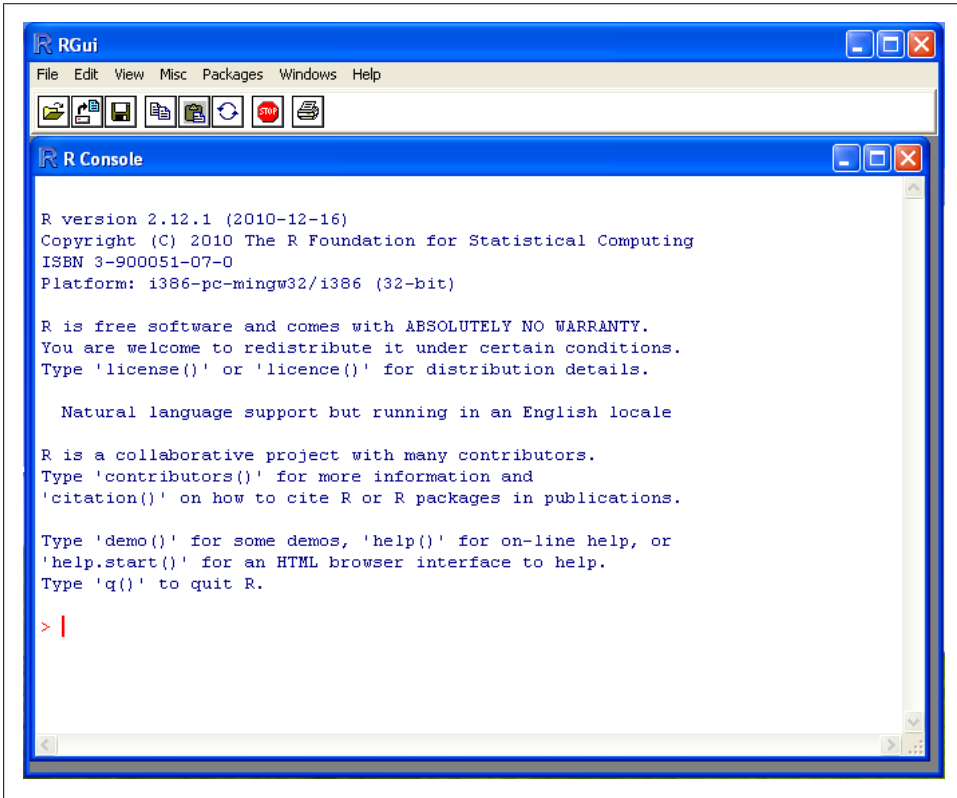 R RGui
File Edit View Misc Packages Windows Help
STOP
R R Console
R version 2.12.1 (2010-12-16)
Copyright (C) 2010 The R Foundation for Statistical Computing
ISBN 3-900051-07-0
Platform: i386-pc-mingw32/i386 (32-bit)
R is free software and comes with ABSOLUTELY NO WARRANTY.
You are welcome to redistribute it under certain conditions.
Type 'license()' or 'licence()' for distribution details.
Natural language support but running in an English locale
R is a collaborative project with many contributors.
Type 'contributors()' for more information and
'citation()' on how to cite R or R packages in publications.
Type 'demo()' for some demos, 'help()' for on-line help, or
'help.start()' for an HTML browser interface to help.
Type 'q()' to quit R.
>